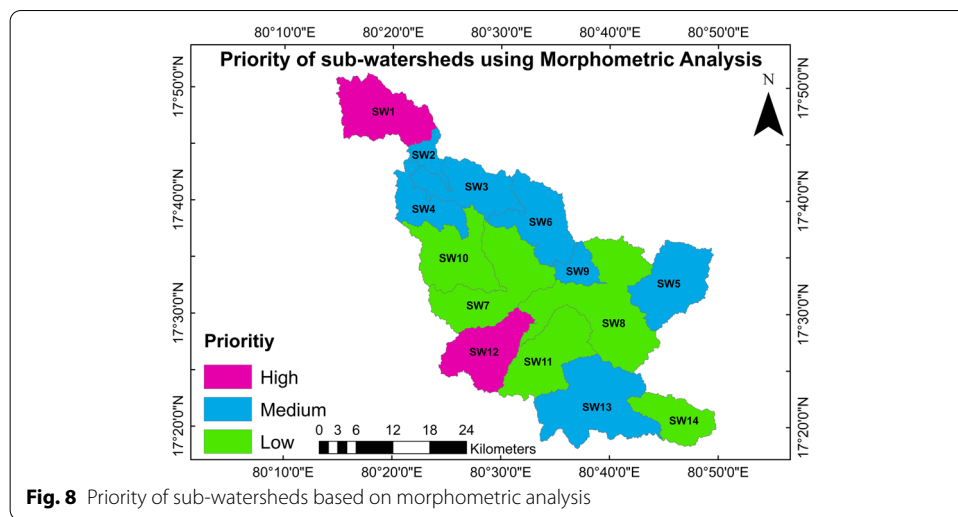 80°10'0"E 80°20'0"E 80°30'0"E 80°40'0"E 80°50'0"E
Priority of sub-watersheds using Morphometric Analysis
N
17°50'0"N 17°50'0"N
SW1
SW2
SW3
17°40'0"N 17°40'0"N
SW4
SW6
SW10
SW9
SW5
17°30'0"N 17°30'0"N
SW7
SW8
Prioritiy
SW12
SW11
High
Medium
SW13
17°20'0"N 17°20'0"N
SW14
Low
0 3 6 12 18 24
Kilometers
80°10'0"E 80°20'0"E 80°30'0"E 80°40'0"E 80°50'0"E
Fig. 8 Priority of sub-watersheds based on morphometric analysis